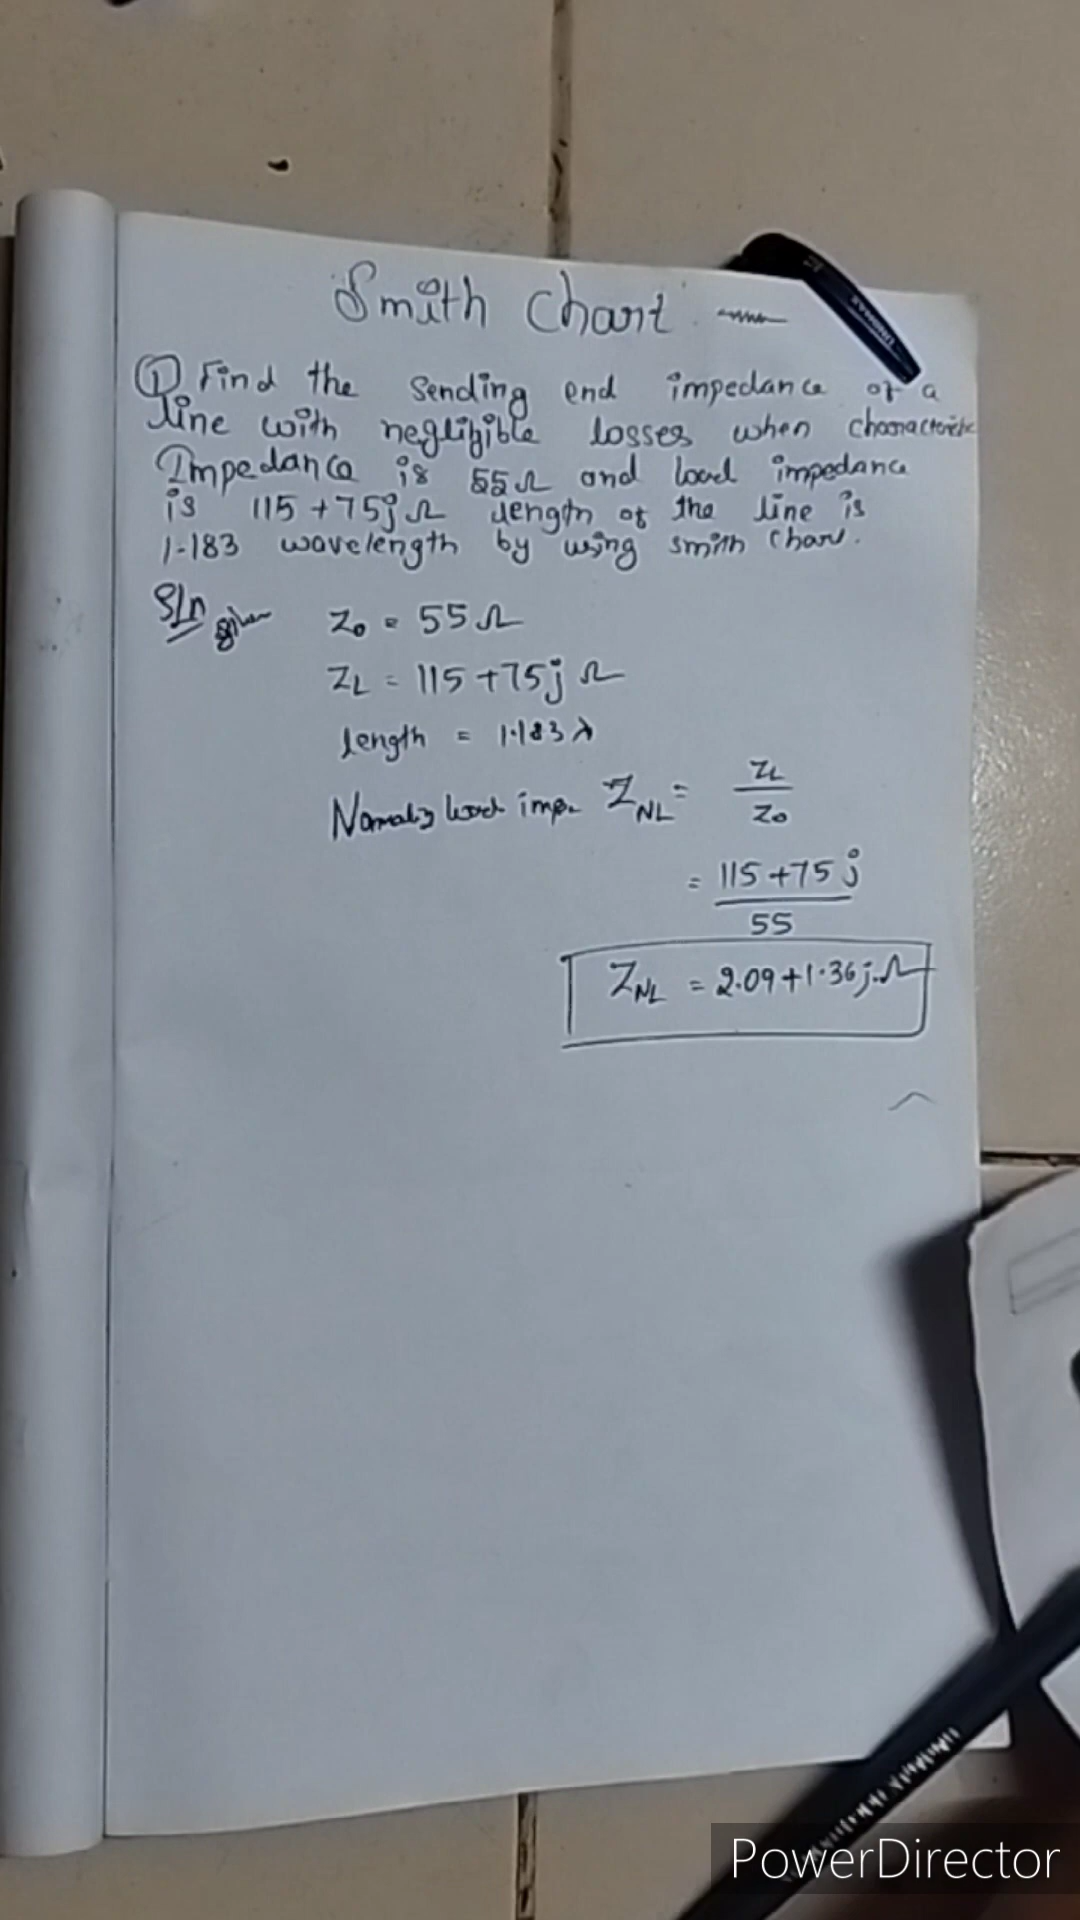 Smith Chart
① Find the sending end impedance of a
line with negligible losses when characteristic
Impedance is 55Ω and load impedance
is 115+75jΩ length of the line is
1.183 wavelength by using smith chart.
Sln given Z₀ = 55Ω
ZL = 115+75j Ω
length = 1.183λ
load imp. ZNL = ZL / Z₀
= 115+75j / 55
ZNL = 2.09+1.36j Ω
PowerDirector